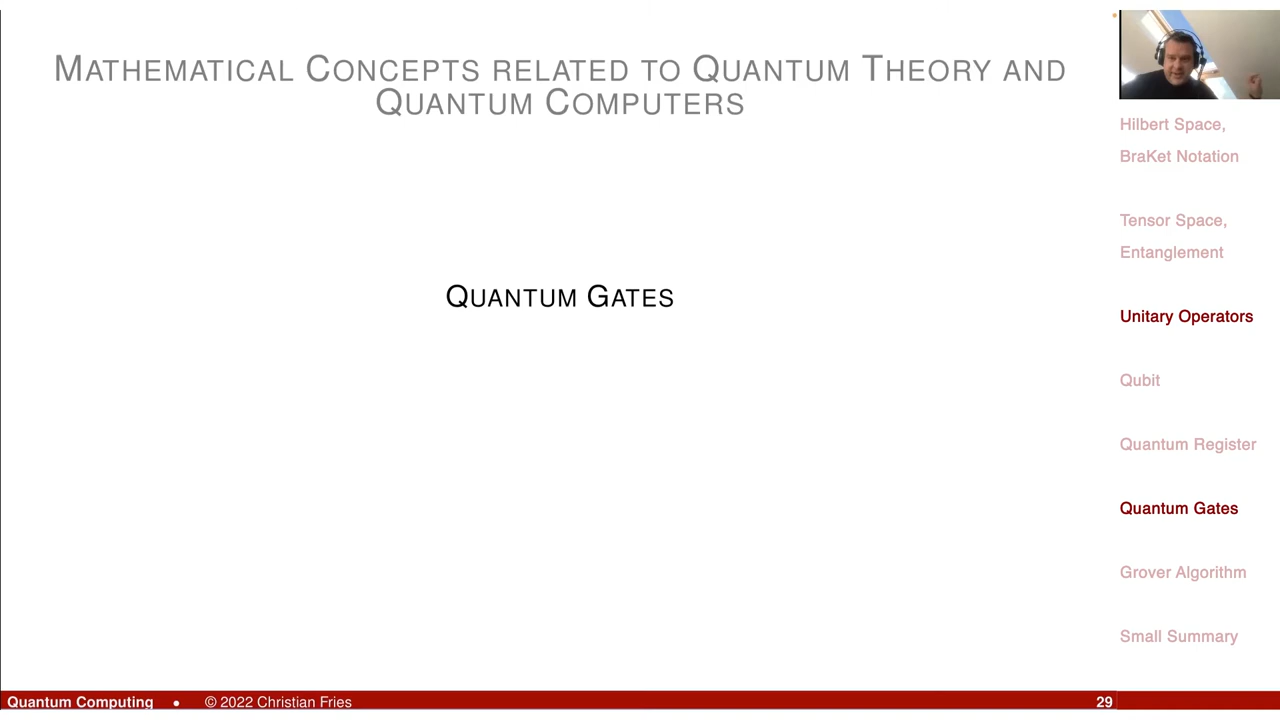 MATHEMATICAL CONCEPTS RELATED TO QUANTUM THEORY AND
QUANTUM COMPUTERS
QUANTUM GATES
Hilbert Space,
BraKet Notation
Tensor Space,
Entanglement
Unitary Operators
Qubit
Quantum Register
Quantum Gates
Grover Algorithm
Small Summary
Quantum Computing • © 2022 Christian Fries 29